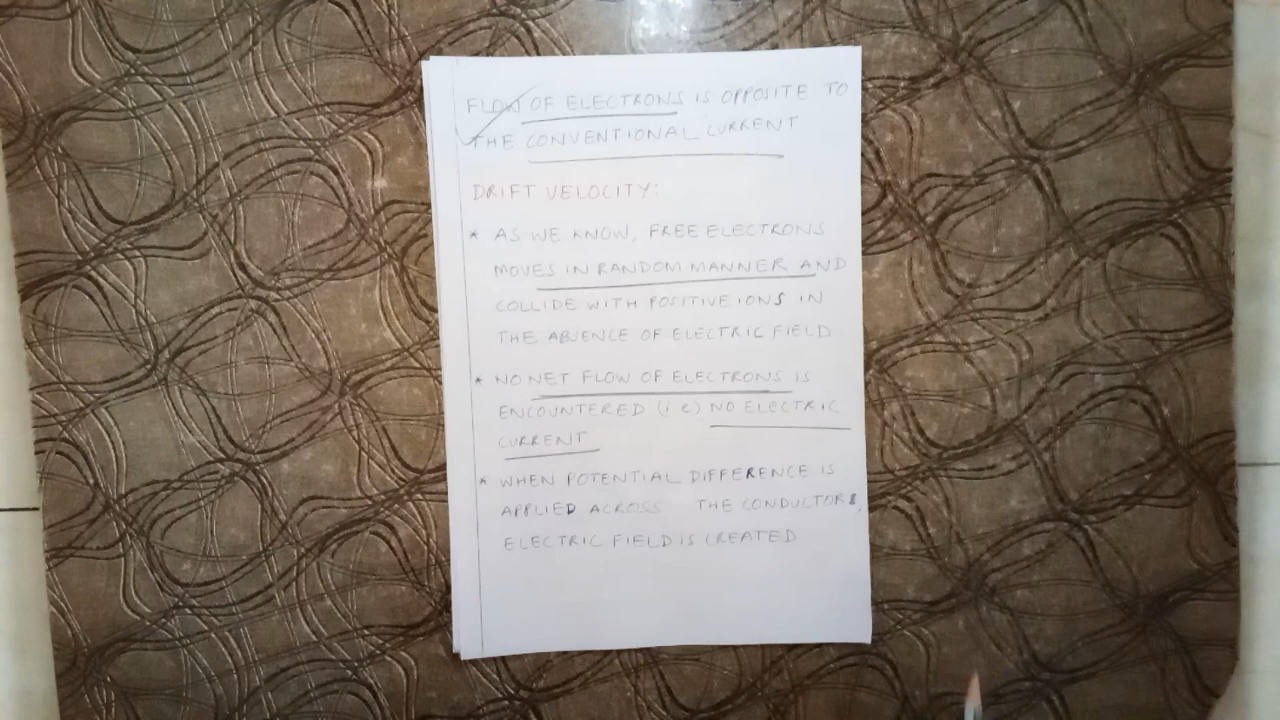 FLOW OF ELECTRONS IS OPPOSITE TO
THE CONVENTIONAL CURRENT
DRIFT VELOCITY:
* AS WE KNOW, FREE ELECTRONS
MOVES IN RANDOM MANNER AND
COLLIDE WITH POSITIVE IONS IN
THE ABSENCE OF ELECTRIC FIELD
* NO NET FLOW OF ELECTRONS IS
ENCOUNTERED (i e) NO ELECTRIC
CURRENT
* WHEN POTENTIAL DIFFERENCE IS
APPLIED ACROSS THE CONDUCTOR,
ELECTRIC FIELD IS CREATED